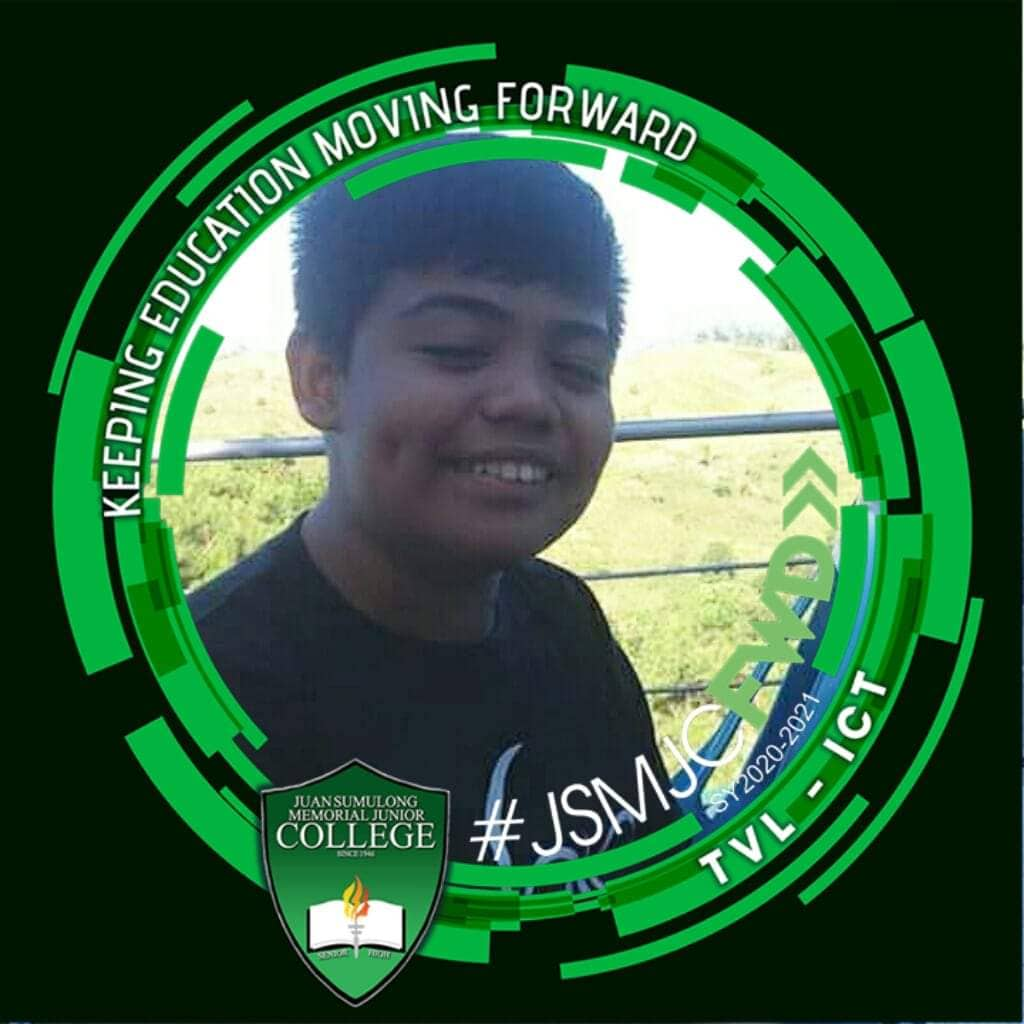 KEEPING EDUCATION MOVING FORWARD
FWD
#JSMJC
SY2020-2021
TVL - ICT
JUAN SUMULONG
MEMORIAL JUNIOR
COLLEGE
SINCE 1946
SENIOR HIGH